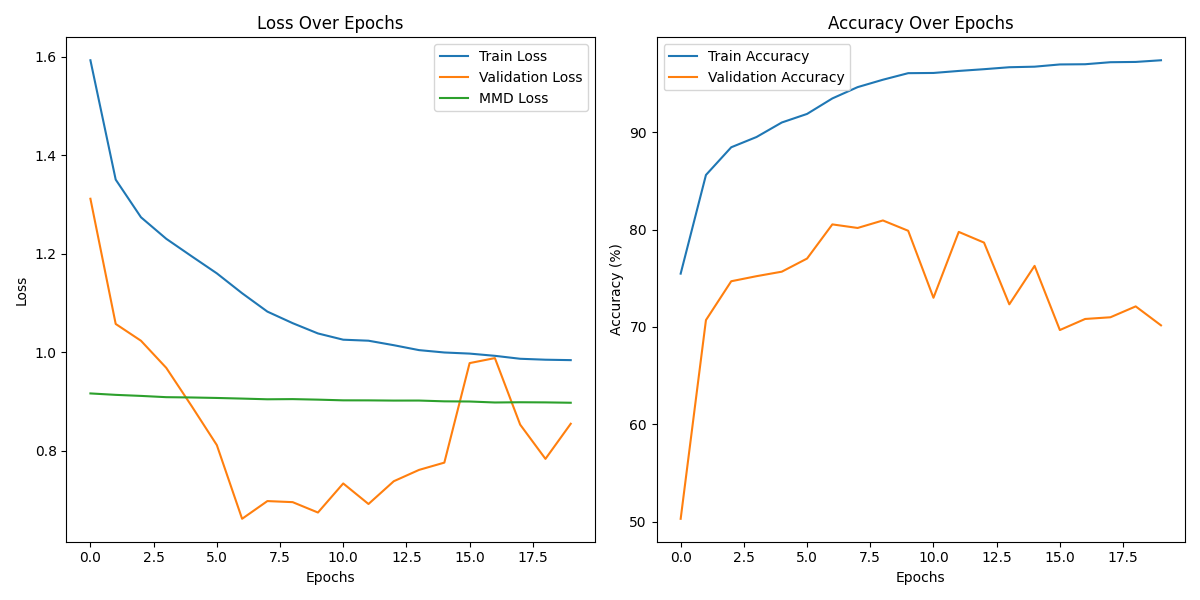 Loss Over Epochs
Train Loss
Validation Loss
MMD Loss
1.6
1.4
1.2
1.0
0.8
Loss
0.0 2.5 5.0 7.5 10.0 12.5 15.0 17.5
Epochs
Accuracy Over Epochs
Train Accuracy
Validation Accuracy
90
80
70
60
50
Accuracy (%)
0.0 2.5 5.0 7.5 10.0 12.5 15.0 17.5
Epochs